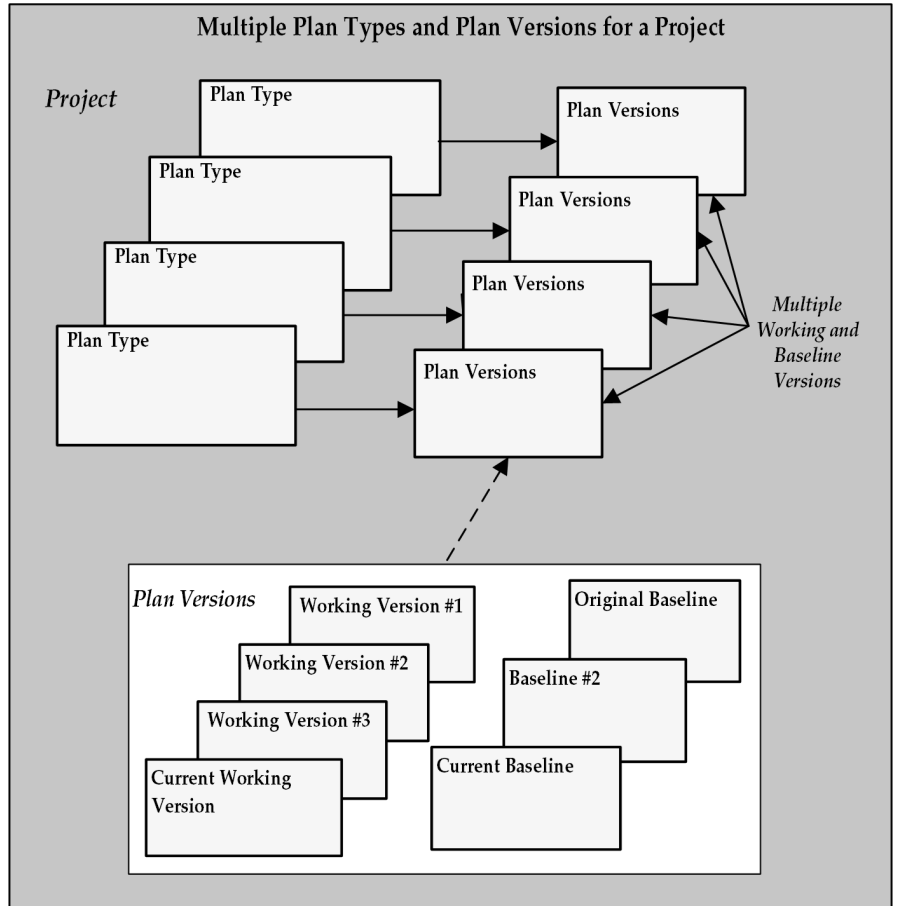 Multiple Plan Types and Plan Versions for a Project
Project
Plan Type
Plan Type
Plan Type
Plan Type
Plan Versions
Plan Versions
Plan Versions
Plan Versions
Multiple
Working and
Baseline
Versions
Plan Versions
Working Version #1
Working Version #2
Working Version #3
Current Working
Version
Original Baseline
Baseline #2
Current Baseline